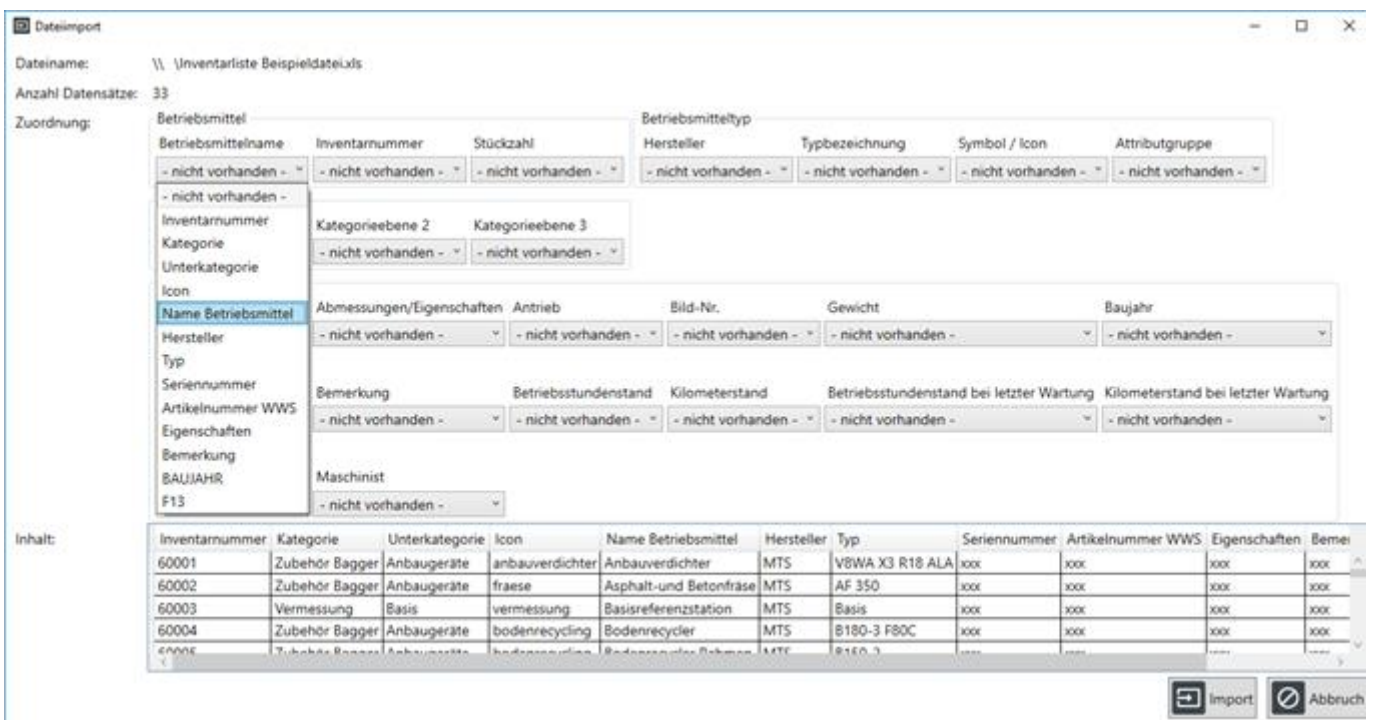 Dateiimport
Dateiname: \\ \Inventarliste Beispieldatei.xls
Anzahl Datensätze: 33
Zuordnung: Betriebsmittel Betriebsmitteltyp
Betriebsmittelname Inventarnummer Stückzahl Hersteller Typbezeichnung Symbol / Icon Attributgruppe
- nicht vorhanden - - nicht vorhanden - - nicht vorhanden - - nicht vorhanden - - nicht vorhanden - - nicht vorhanden - - nicht vorhanden -
- nicht vorhanden -
Inventarnummer
Kategorie
Unterkategorie
Icon
Name Betriebsmittel
Hersteller
Typ
Seriennummer
Artikelnummer WWS
Eigenschaften
Bemerkung
BAUJAHR
F13
Kategorieebene 2 Kategorieebene 3
- nicht vorhanden - - nicht vorhanden -
Abmessungen/Eigenschaften Antrieb Bild-Nr. Gewicht Baujahr
- nicht vorhanden - - nicht vorhanden - - nicht vorhanden - - nicht vorhanden - - nicht vorhanden -
Bemerkung Betriebsstundenstand Kilometerstand Betriebsstundenstand bei letzter Wartung Kilometerstand bei letzter Wartung
- nicht vorhanden - - nicht vorhanden - - nicht vorhanden - - nicht vorhanden - - nicht vorhanden -
Maschinist
- nicht vorhanden -
Inhalt: Inventarnummer Kategorie Unterkategorie Icon Name Betriebsmittel Hersteller Typ Seriennummer Artikelnummer WWS Eigenschaften
60001 Zubehör Bagger Anbaugeräte anbauverdichter Anbauverdichter MTS V8WA X3 R18 ALA xxx xxx xxx xxx
60002 Zubehör Bagger Anbaugeräte fraese Asphalt-und Betonfräse MTS AF 350 xxx xxx xxx xxx
60003 Vermessung Basis vermessung Basisreferenzstation MTS Basis xxx xxx xxx xxx
60004 Zubehör Bagger Anbaugeräte bodenrecycling Bodenrecycler MTS B180-3 F80C xxx xxx xxx xxx
Import Abbruch